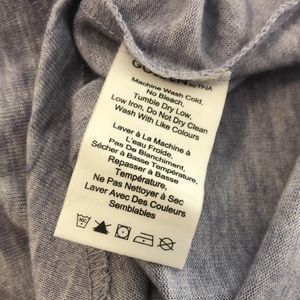 Machine Wash Cold,
No Bleach,
Tumble Dry Low,
Low Iron, Do Not Dry Clean
Wash With Like Colours
Laver à La Machine à
L'eau Froide,
Pas De Blanchiment,
Séchage à Basse
Température,
Repasser à Basse
Température,
Ne Pas Nettoyer à Sec
Laver Avec Des Couleurs
Semblables